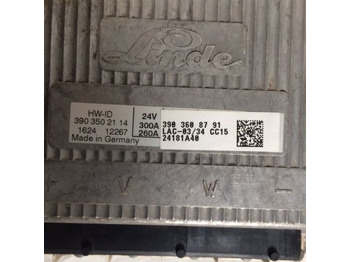 Linde
HW-ID
390 350 21 14
1624 12267
Made in Germany
24V
300A
260A
390 360 87 91
LAC-03/34 CC15
24181A40
U V W